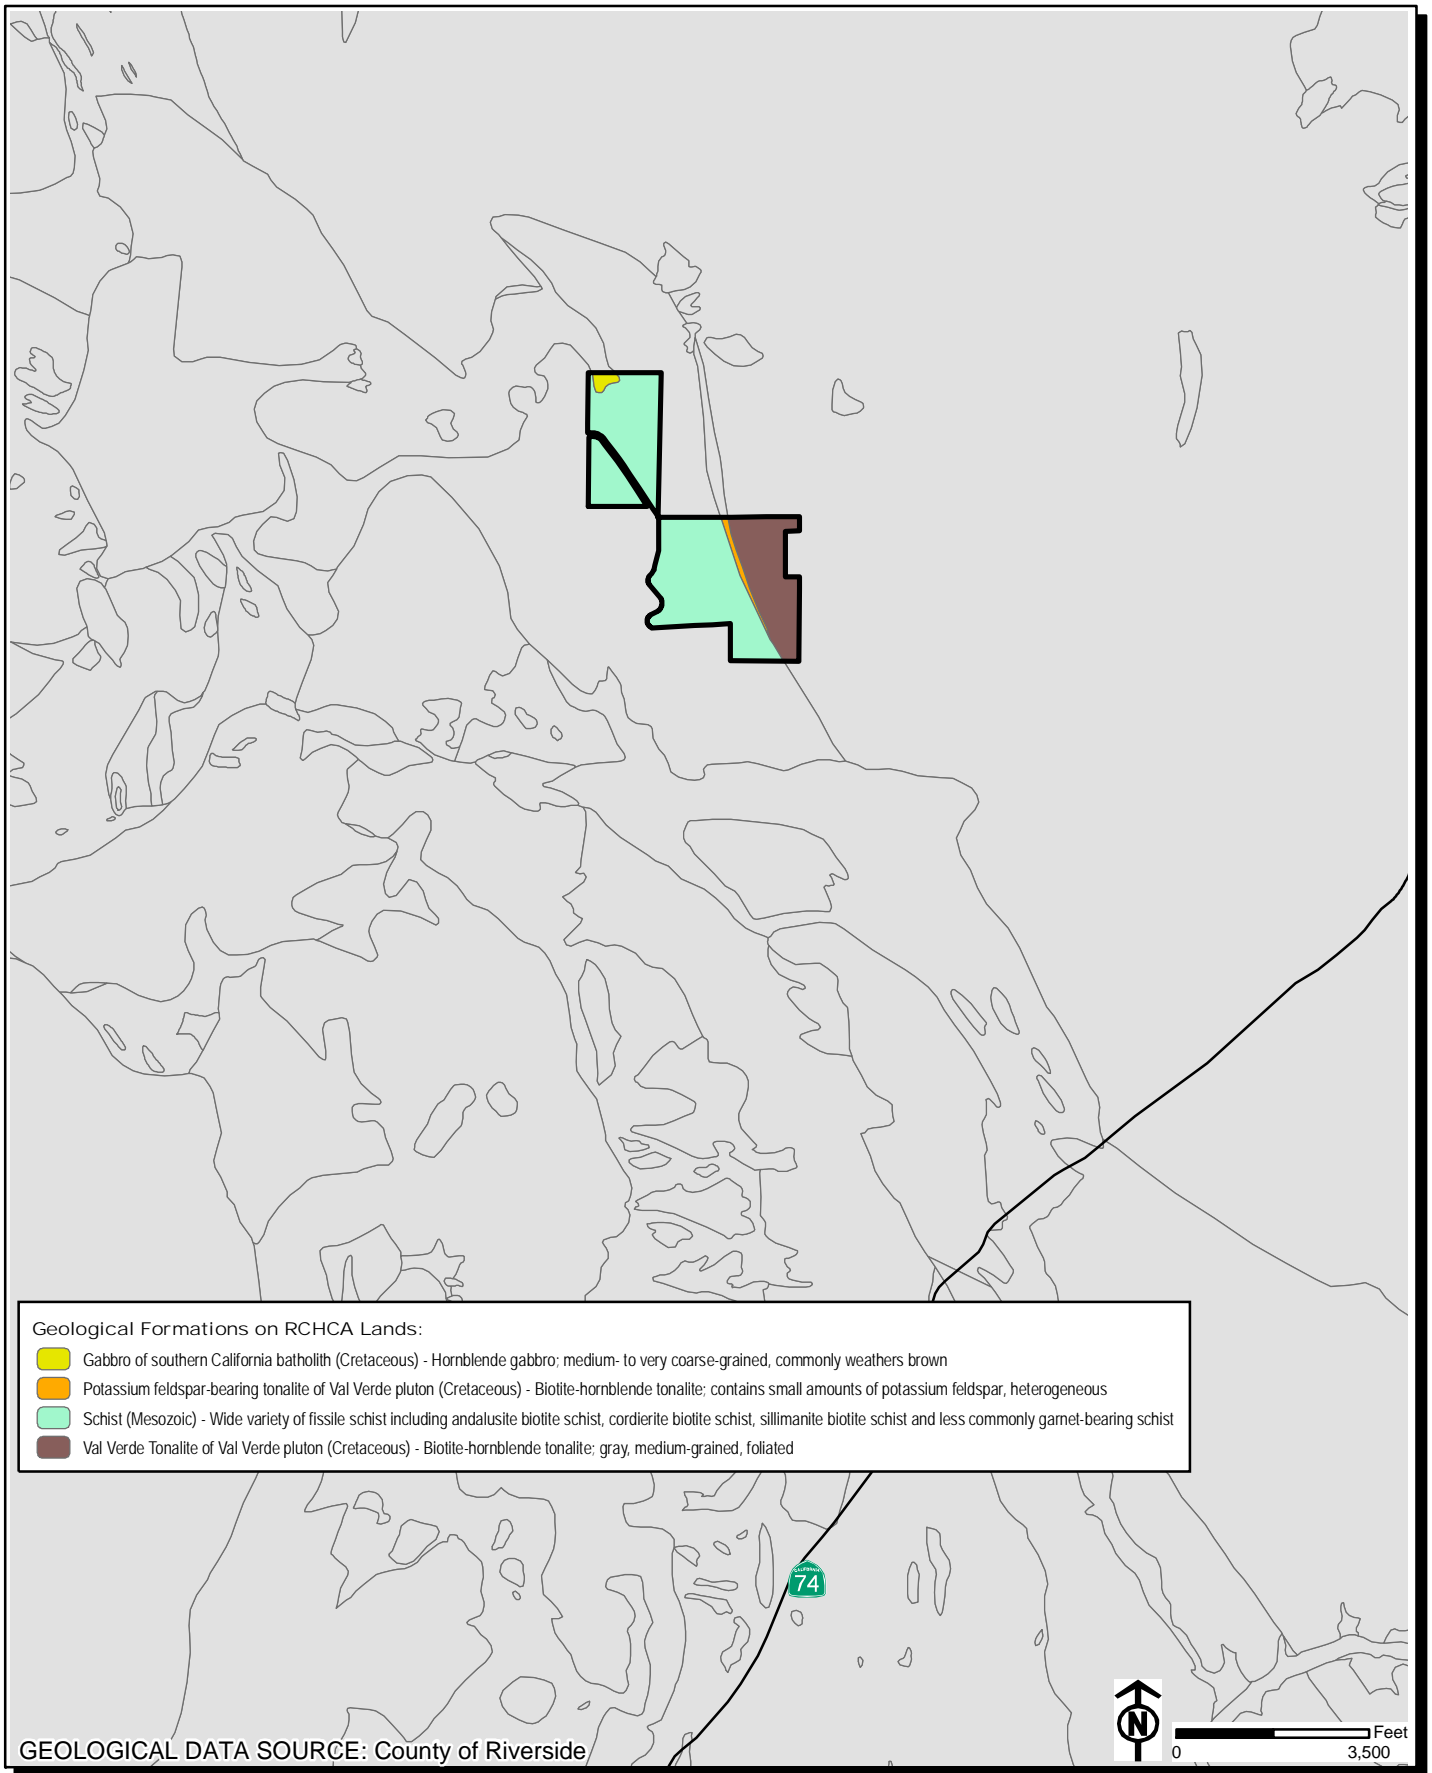 Geological Formations on RCHCA Lands:
Gabbro of southern California batholith (Cretaceous) - Hornblende gabbro; medium- to very coarse-grained, commonly weathers brown
Potassium feldspar-bearing tonalite of Val Verde pluton (Cretaceous) - Biotite-hornblende tonalite; contains small amounts of potassium feldspar, heterogeneous
Schist (Mesozoic) - Wide variety of fissile schist including andalusite biotite schist, cordierite biotite schist, sillimanite biotite schist and less commonly garnet-bearing schist
Val Verde Tonalite of Val Verde pluton (Cretaceous) - Biotite-hornblende tonalite; gray, medium-grained, foliated
CALIFORNIA
74
N
Feet
0 3,500
GEOLOGICAL DATA SOURCE: County of Riverside